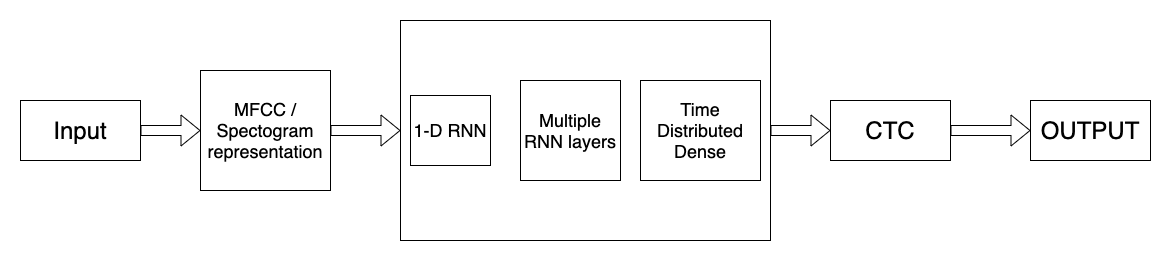 Input
MFCC /
Spectogram
representation
1-D RNN
Multiple
RNN layers
Time
Distributed
Dense
CTC
OUTPUT